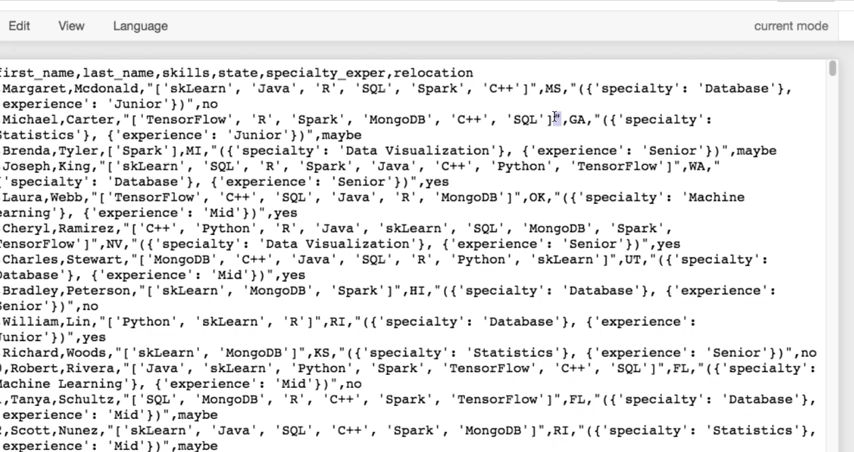 Edit View Language current mode
first_name,last_name,skills,state,specialty_exper,relocation
,Margaret,Mcdonald,"['skLearn', 'Java', 'R', 'SQL', 'Spark', 'C++']",MS,"({'specialty': 'Database'},
experience': 'Junior'})",no
,Michael,Carter,"['TensorFlow', 'R', 'Spark', 'MongoDB', 'C++', 'SQL']",GA,"({'specialty':
Statistics'}, {'experience': 'Junior'})",maybe
,Brenda,Tyler,['Spark'],MI,"({'specialty': 'Data Visualization'}, {'experience': 'Senior'})",maybe
,Joseph,King,"['skLearn', 'SQL', 'R', 'Spark', 'Java', 'C++', 'Python', 'TensorFlow']",WA,"
{'specialty': 'Database'}, {'experience': 'Senior'})",yes
,Laura,Webb,"['TensorFlow', 'C++', 'SQL', 'Java', 'R', 'MongoDB']",OK,"({'specialty': 'Machine
earning'}, {'experience': 'Mid'})",yes
,Cheryl,Ramirez,"['C++', 'Python', 'R', 'Java', 'skLearn', 'SQL', 'MongoDB', 'Spark',
TensorFlow']",NV,"({'specialty': 'Data Visualization'}, {'experience': 'Senior'})",yes
,Charles,Stewart,"['MongoDB', 'C++', 'Java', 'SQL', 'R', 'Python', 'skLearn']",UT,"({'specialty':
Database'}, {'experience': 'Mid'})",yes
,Bradley,Peterson,"['skLearn', 'MongoDB', 'Spark']",HI,"({'specialty': 'Database'}, {'experience':
Senior'})",no
,William,Lin,"['Python', 'skLearn', 'R']",RI,"({'specialty': 'Database'}, {'experience':
Junior'})",yes
,Richard,Woods,"['skLearn', 'MongoDB']",KS,"({'specialty': 'Statistics'}, {'experience': 'Senior'})",no
,Robert,Rivera,"['Java', 'skLearn', 'Python', 'Spark', 'TensorFlow', 'C++', 'SQL']",FL,"({'specialty':
Machine Learning'}, {'experience': 'Mid'})",no
,Tanya,Schultz,"['SQL', 'MongoDB', 'R', 'C++', 'Spark', 'TensorFlow']",FL,"({'specialty': 'Database'},
experience': 'Mid'})",maybe
,Scott,Nunez,"['skLearn', 'Java', 'SQL', 'C++', 'Spark', 'MongoDB']",RI,"({'specialty': 'Statistics'},
experience': 'Mid'})",maybe